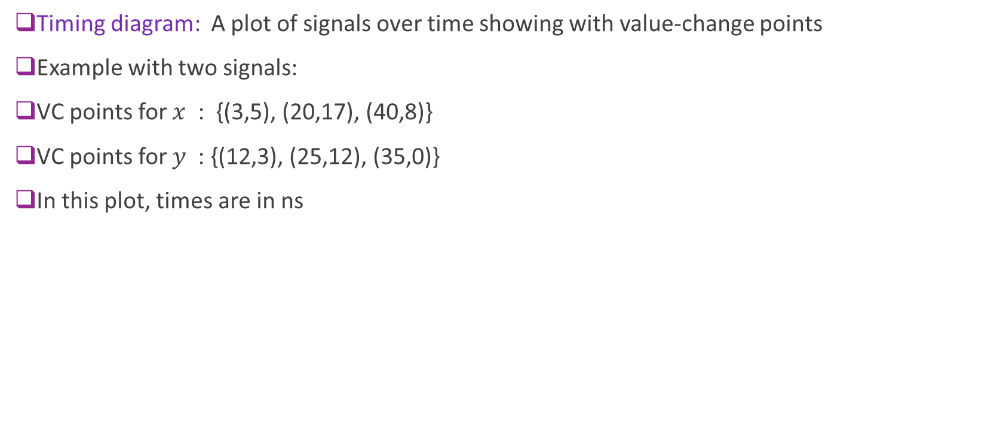 ❑Timing diagram: A plot of signals over time showing with value-change points
❑Example with two signals:
❑VC points for x : {(3,5), (20,17), (40,8)}
❑VC points for y : {(12,3), (25,12), (35,0)}
❑In this plot, times are in ns